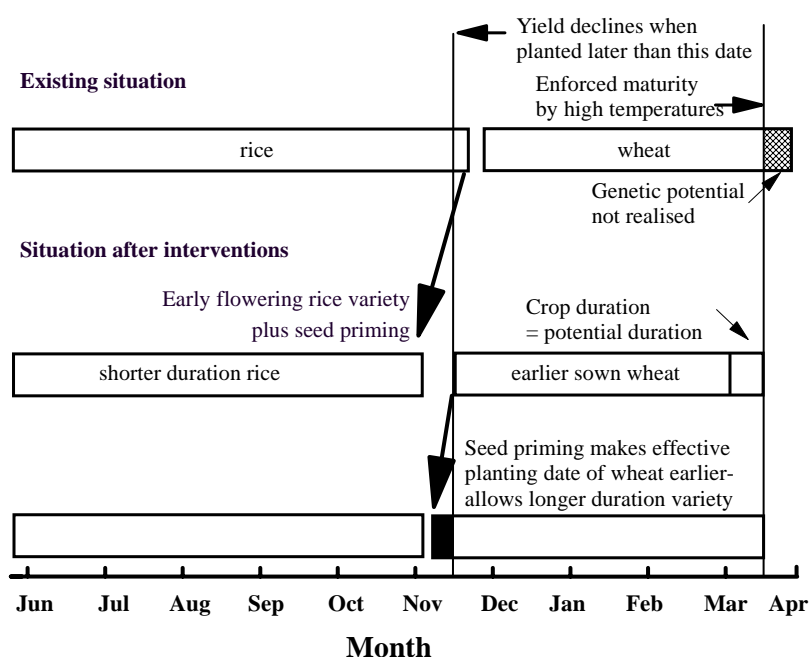 Yield declines when
planted later than this date
Existing situation
Enforced maturity
by high temperatures
rice
wheat
Genetic potential
not realised
Situation after interventions
Early flowering rice variety
plus seed priming
Crop duration
= potential duration
shorter duration rice
earlier sown wheat
Seed priming makes effective
planting date of wheat earlier-
allows longer duration variety
Jun Jul Aug Sep Oct Nov Dec Jan Feb Mar Apr
Month